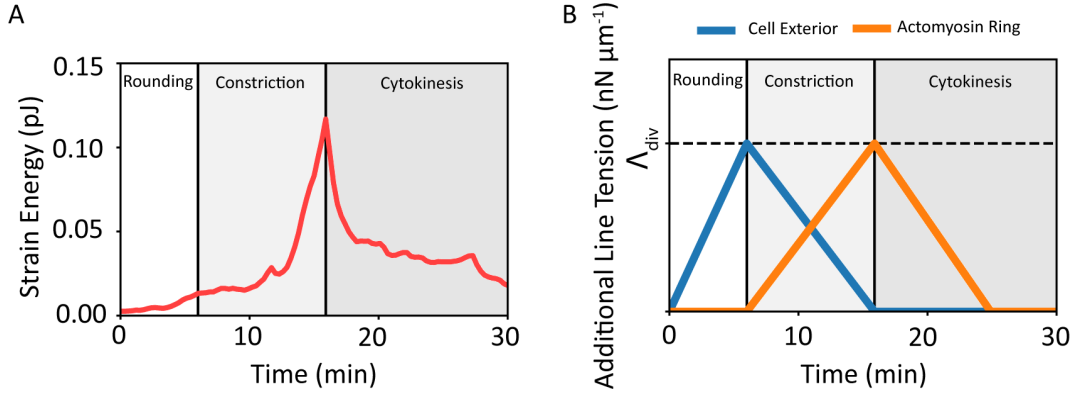 A
Strain Energy (pJ)
0.15
0.10
0.05
0.00
Rounding
Constriction
Cytokinesis
0
10
20
30
Time (min)
B
Cell Exterior
Actomyosin Ring
Additional Line Tension (nN μm⁻¹)
Λdiv
Rounding
Constriction
Cytokinesis
0
10
20
30
Time (min)